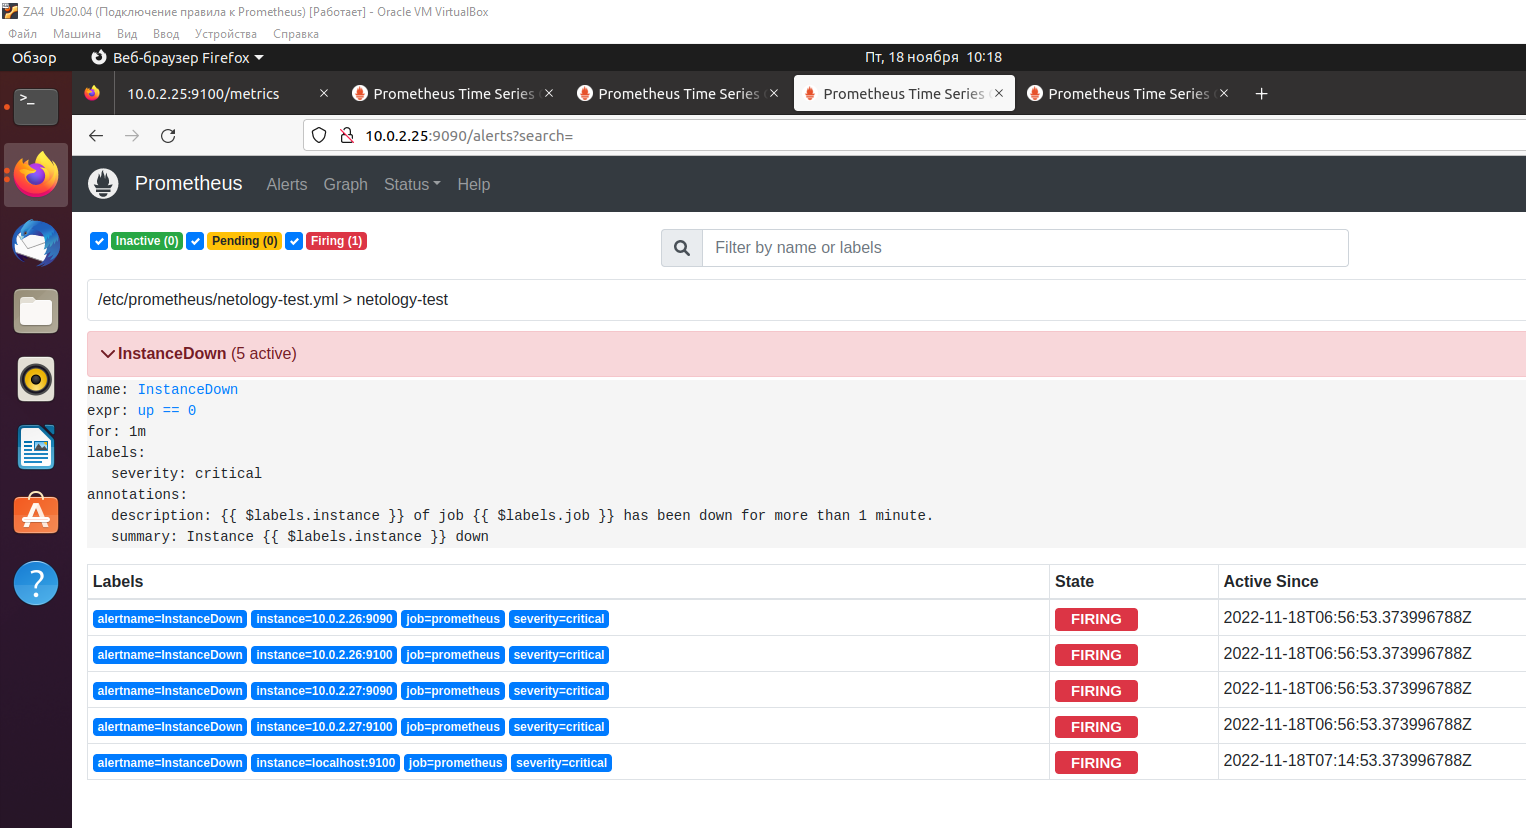 ZA4 Ub20.04 (Подключение правила к Prometheus) [Работает] - Oracle VM VirtualBox
Файл Машина Вид Ввод Устройства Справка
Обзор Веб-браузер Firefox Пт, 18 ноября 10:18
10.0.2.25:9100/metrics Prometheus Time Series Prometheus Time Series Prometheus Time Series Prometheus Time Series
10.0.2.25:9090/alerts?search=
Prometheus Alerts Graph Status Help
Inactive (0) Pending (0) Firing (1) Filter by name or labels
/etc/prometheus/netology-test.yml > netology-test
InstanceDown (5 active)
name: InstanceDown
expr: up == 0
for: 1m
labels:
severity: critical
annotations:
description: {{ $labels.instance }} of job {{ $labels.job }} has been down for more than 1 minute.
summary: Instance {{ $labels.instance }} down
Labels State Active Since
alertname=InstanceDown instance=10.0.2.26:9090 job=prometheus severity=critical FIRING 2022-11-18T06:56:53.373996788Z
alertname=InstanceDown instance=10.0.2.26:9100 job=prometheus severity=critical FIRING 2022-11-18T06:56:53.373996788Z
alertname=InstanceDown instance=10.0.2.27:9090 job=prometheus severity=critical FIRING 2022-11-18T06:56:53.373996788Z
alertname=InstanceDown instance=10.0.2.27:9100 job=prometheus severity=critical FIRING 2022-11-18T06:56:53.373996788Z
alertname=InstanceDown instance=localhost:9100 job=prometheus severity=critical FIRING 2022-11-18T07:14:53.373996788Z